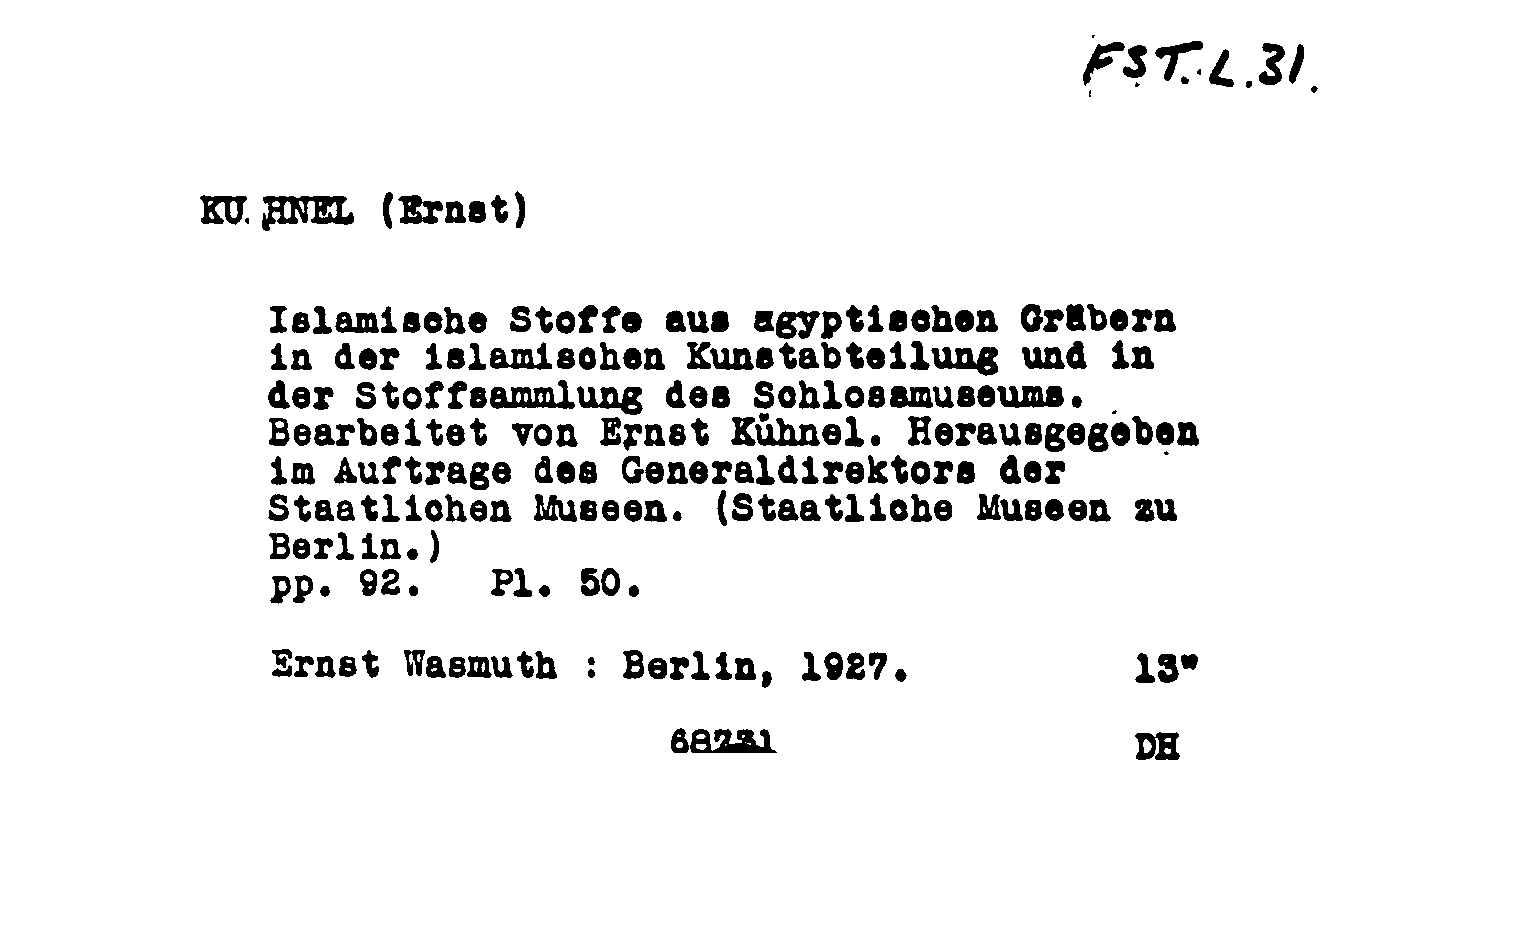 FST. L. 31.
KU. HNEL (Ernst)
Islamische Stoffe aus agyptischen Gräbern
in der islamischen Kunstabteilung und in
der Stoffsammlung des Schlossmuseums.
Bearbeitet von Ernst Kühnel. Herausgegeben
im Auftrage des Generaldirektors der
Staatlichen Museen. (Staatliche Museen zu
Berlin.)
pp. 92. Pl. 50.
Ernst Wasmuth : Berlin, 1927. 13"
68731 DH